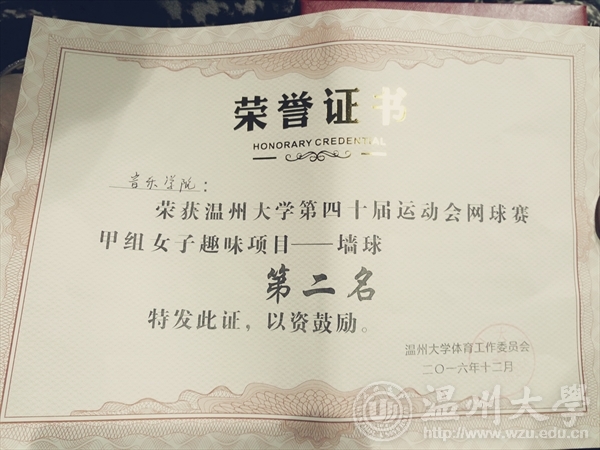 荣誉证书
HONORARY CREDENTIAL
音乐学院：
荣获温州大学第四十届运动会网球赛
甲组女子趣味项目——墙球
第二名
特发此证，以资鼓励。
温州大学体育工作委员会
二〇一六年十二月
温州大学
http://www.wzu.edu.cn